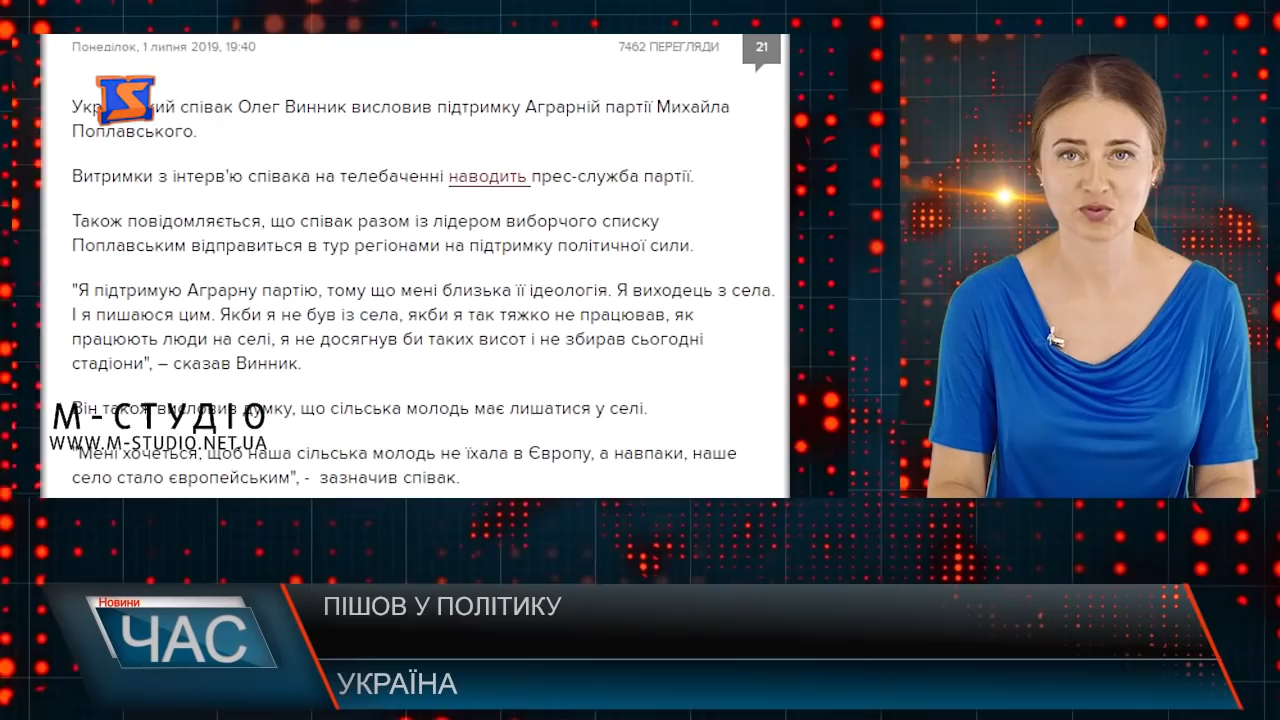 Понеділок, 1 липня 2019, 19:40
7462 ПЕРЕГЛЯДИ
21
співак Олег Винник висловив підтримку Аграрній партії Михайла
Поплавського.
Витримки з інтерв'ю співака на телебаченні наводить прес-служба партії.
Також повідомляється, що співак разом із лідером виборчого списку
Поплавським відправиться в тур регіонами на підтримку політичної сили.
"Я підтримую Аграрну партію, тому що мені близька її ідеологія. Я виходець з села.
І я пишаюся цим. Якби я не був із села, якби я так тяжко не працював, як
працюють люди на селі, я не досягнув би таких висот і не збирав сьогодні
стадіони", – сказав Винник.
Він також висловив думку, що сільська молодь має лишатися у селі.
М-СТУДІО
WWW.M-STUDIO.NET.UA
"Мені хочеться, щоб наша сільська молодь не їхала в Європу, а навпаки, наше
село стало європейським", - зазначив співак.
Новини
ЧАС
ПІШОВ У ПОЛІТИКУ
УКРАЇНА